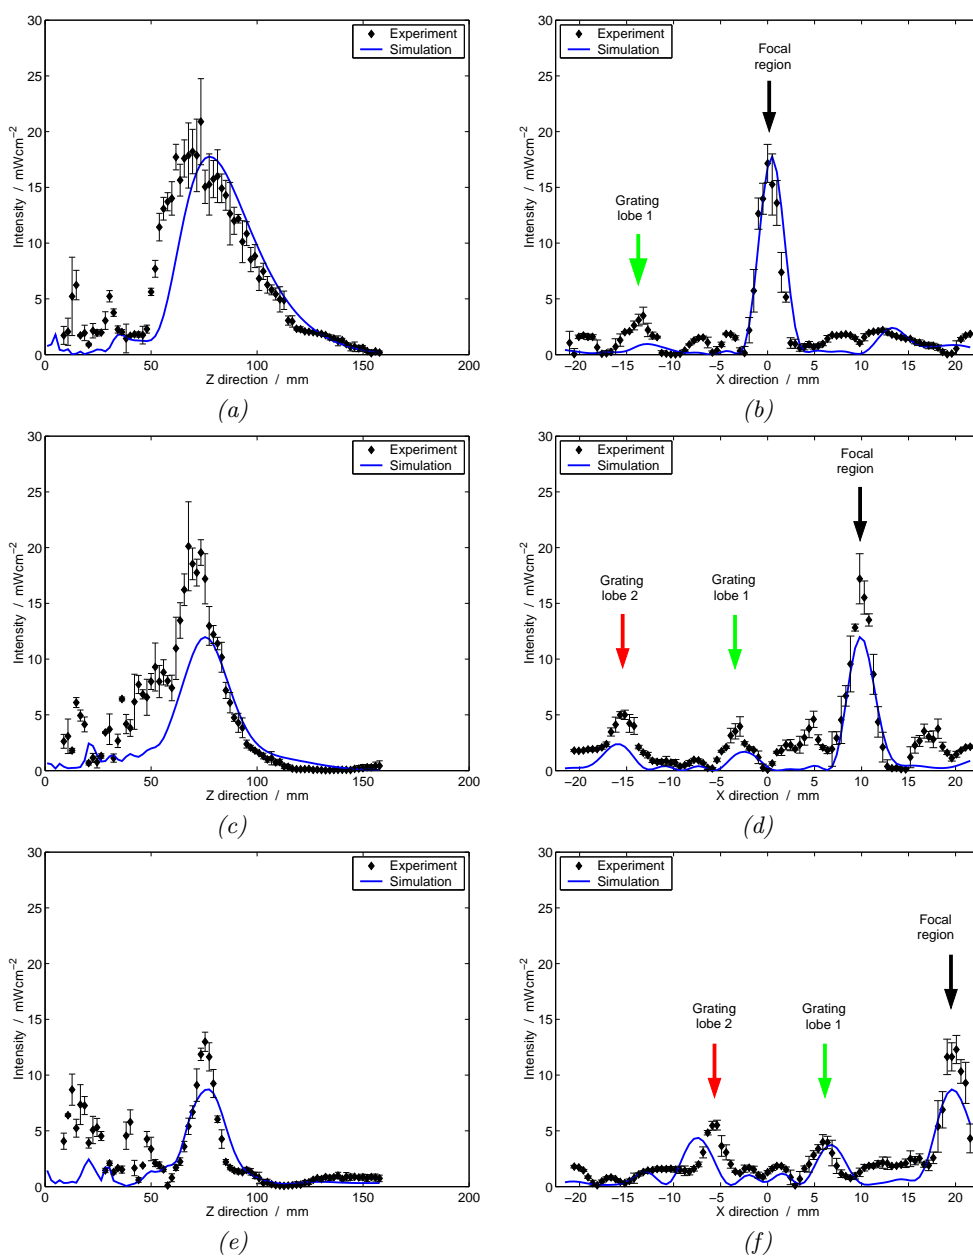 30
25
20
15
10
5
0
Intensity / mWcm−2
0 50 100 150 200
Z direction / mm
Experiment
Simulation
(a)
30
25
20
15
10
5
0
Intensity / mWcm−2
−20 −15 −10 −5 0 5 10 15 20
X direction / mm
Experiment
Simulation
Focal
region
Grating
lobe 1
(b)
30
25
20
15
10
5
0
Intensity / mWcm−2
0 50 100 150 200
Z direction / mm
Experiment
Simulation
(c)
30
25
20
15
10
5
0
Intensity / mWcm−2
−20 −15 −10 −5 0 5 10 15 20
X direction / mm
Experiment
Simulation
Focal
region
Grating
lobe 2
Grating
lobe 1
(d)
30
25
20
15
10
5
0
Intensity / mWcm−2
0 50 100 150 200
Z direction / mm
Experiment
Simulation
(e)
30
25
20
15
10
5
0
Intensity / mWcm−2
−20 −15 −10 −5 0 5 10 15 20
X direction / mm
Experiment
Simulation
Focal
region
Grating
lobe 2
Grating
lobe 1
(f)